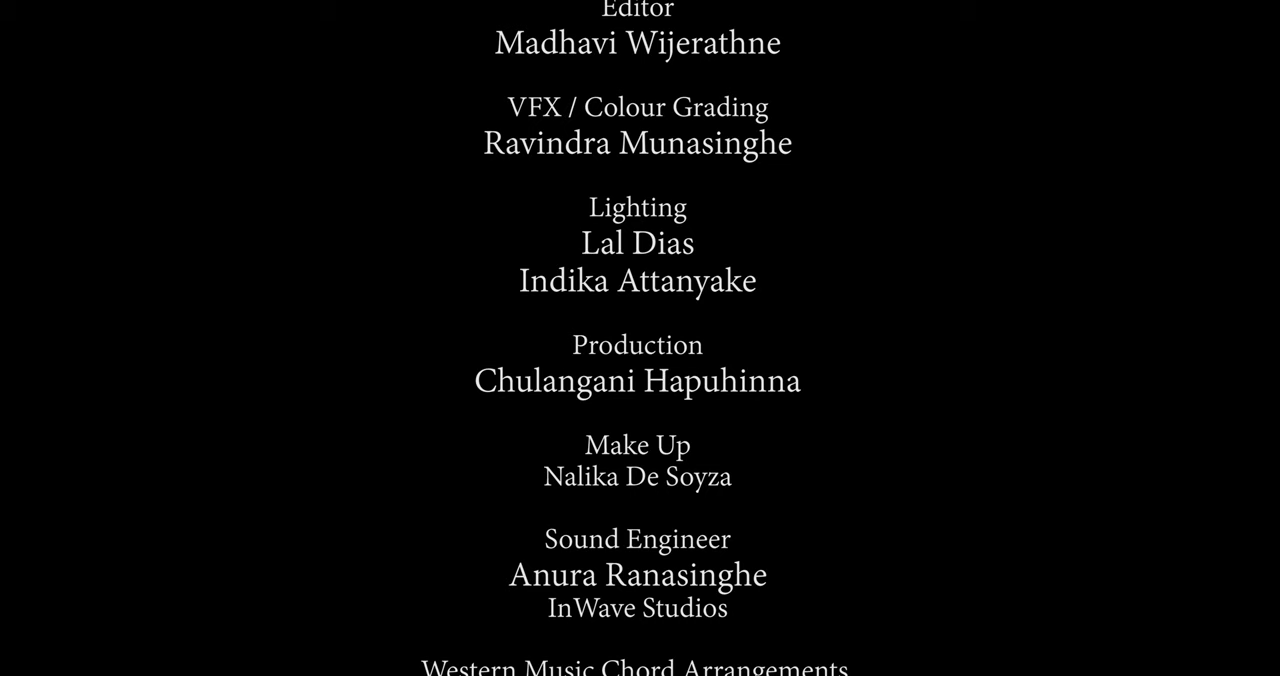 Editor
Madhavi Wijerathne
VFX / Colour Grading
Ravindra Munasinghe
Lighting
Lal Dias
Indika Attanyake
Production
Chulangani Hapuhinna
Make Up
Nalika De Soyza
Sound Engineer
Anura Ranasinghe
InWave Studios
Western Music Chord Arrangements